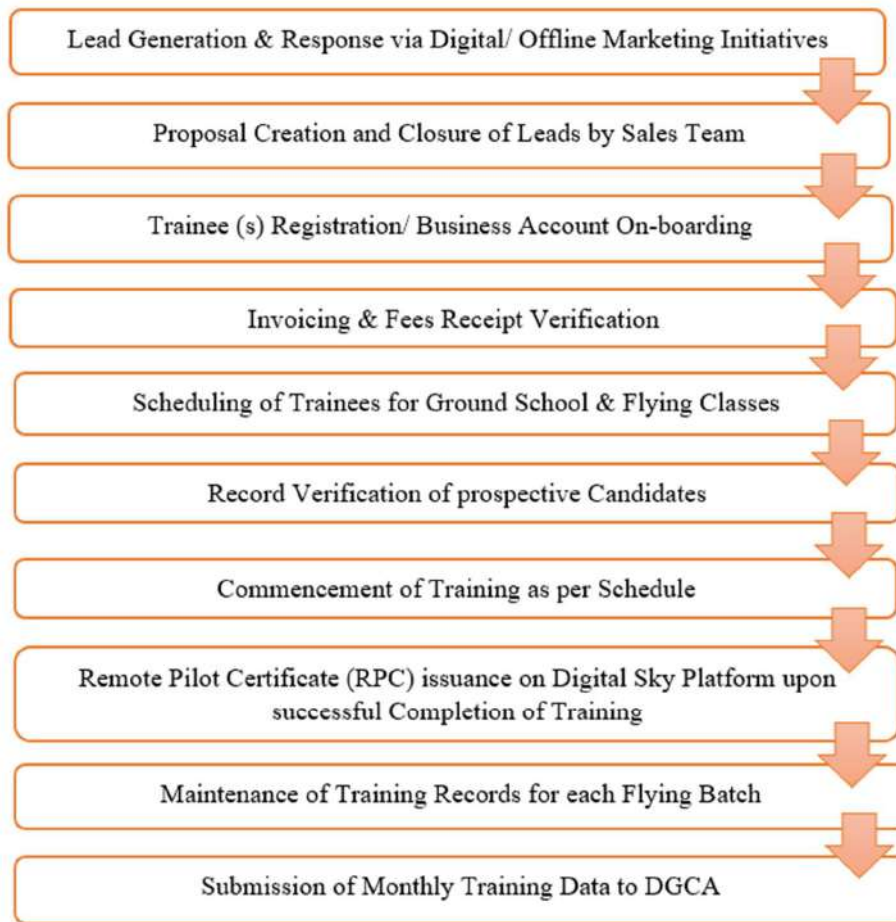 Lead Generation & Response via Digital/ Offline Marketing Initiatives
Proposal Creation and Closure of Leads by Sales Team
Trainee (s) Registration/ Business Account On-boarding
Invoicing & Fees Receipt Verification
Scheduling of Trainees for Ground School & Flying Classes
Record Verification of prospective Candidates
Commencement of Training as per Schedule
Remote Pilot Certificate (RPC) issuance on Digital Sky Platform upon
successful Completion of Training
Maintenance of Training Records for each Flying Batch
Submission of Monthly Training Data to DGCA